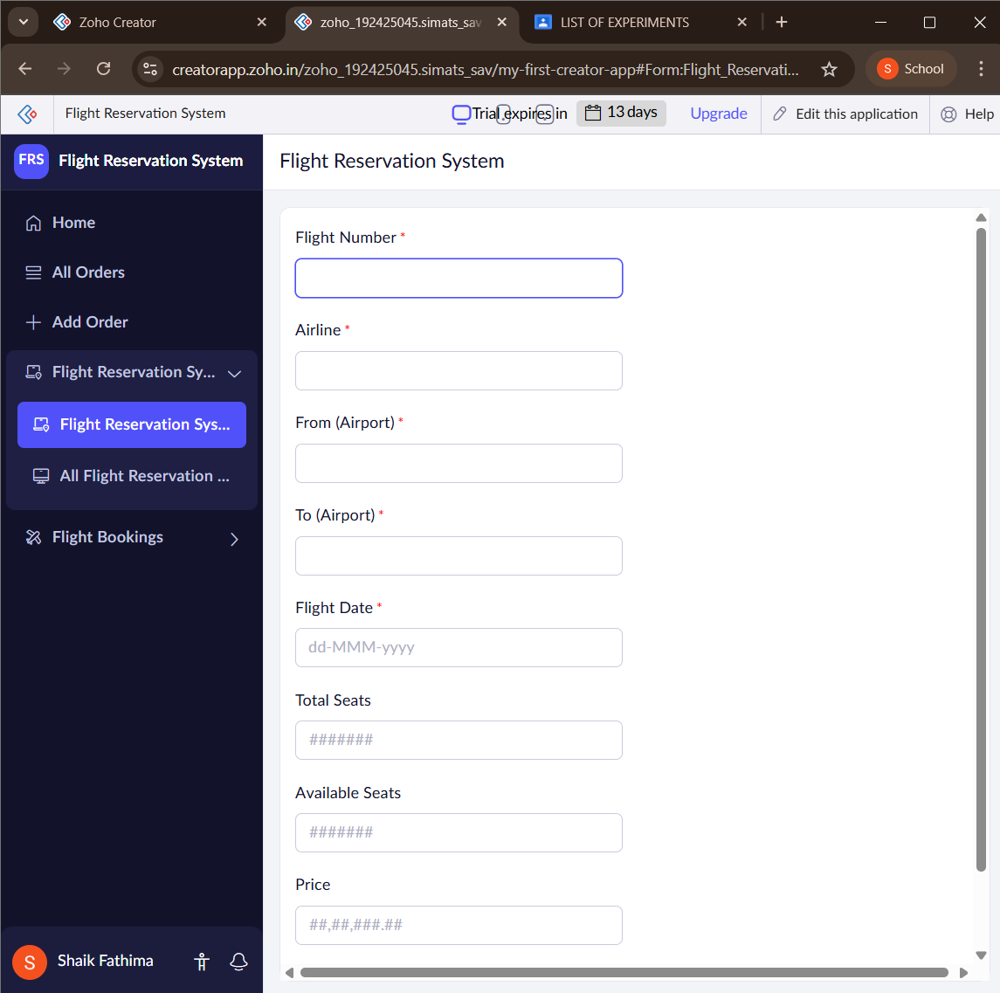 Zoho Creator
zoho_192425045.simats_sav
LIST OF EXPERIMENTS
creatorapp.zoho.in/zoho_192425045.simats_sav/my-first-creator-app#Form:Flight_Reservati...
S School
Flight Reservation System
Trial expires in 13 days
Upgrade
Edit this application
Help
FRS Flight Reservation System
Home
All Orders
Add Order
Flight Reservation Sy...
Flight Reservation Sys...
All Flight Reservation ...
Flight Bookings
S Shaik Fathima
Flight Reservation System
Flight Number *
Airline *
From (Airport) *
To (Airport) *
Flight Date *
dd-MMM-yyyy
Total Seats
#######
Available Seats
#######
Price
##,##,###.##